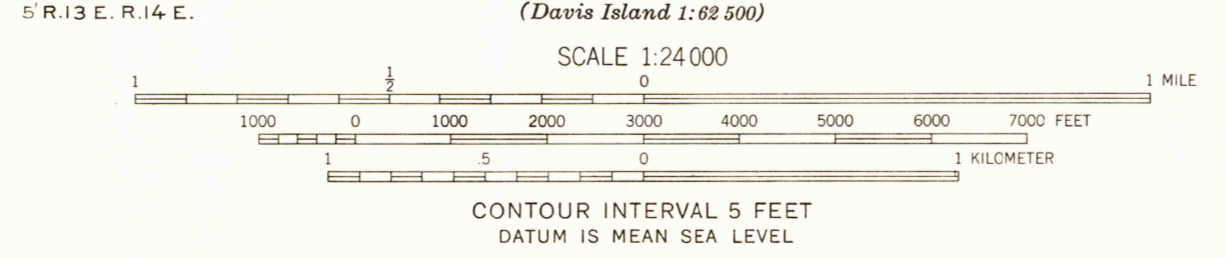 5′ R.13 E. R.14 E. (Davis Island 1:62 500)
SCALE 1:24 000
1 ½ 0 1 MILE
1000 0 1000 2000 3000 4000 5000 6000 7000 FEET
1 .5 0 1 KILOMETER
CONTOUR INTERVAL 5 FEET
DATUM IS MEAN SEA LEVEL